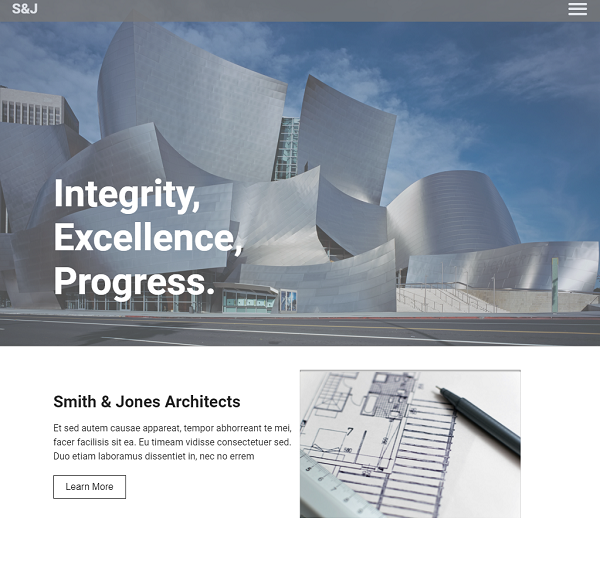 S&J
Integrity,
Excellence,
Progress.
Smith & Jones Architects
Et sed autem causae appareat, tempor abhorreant te mei,
facer facilisis sit ea. Eu timeam vidisse consectetuer sed.
Duo etiam laboramus dissentiet in, nec no errem
Learn More
7